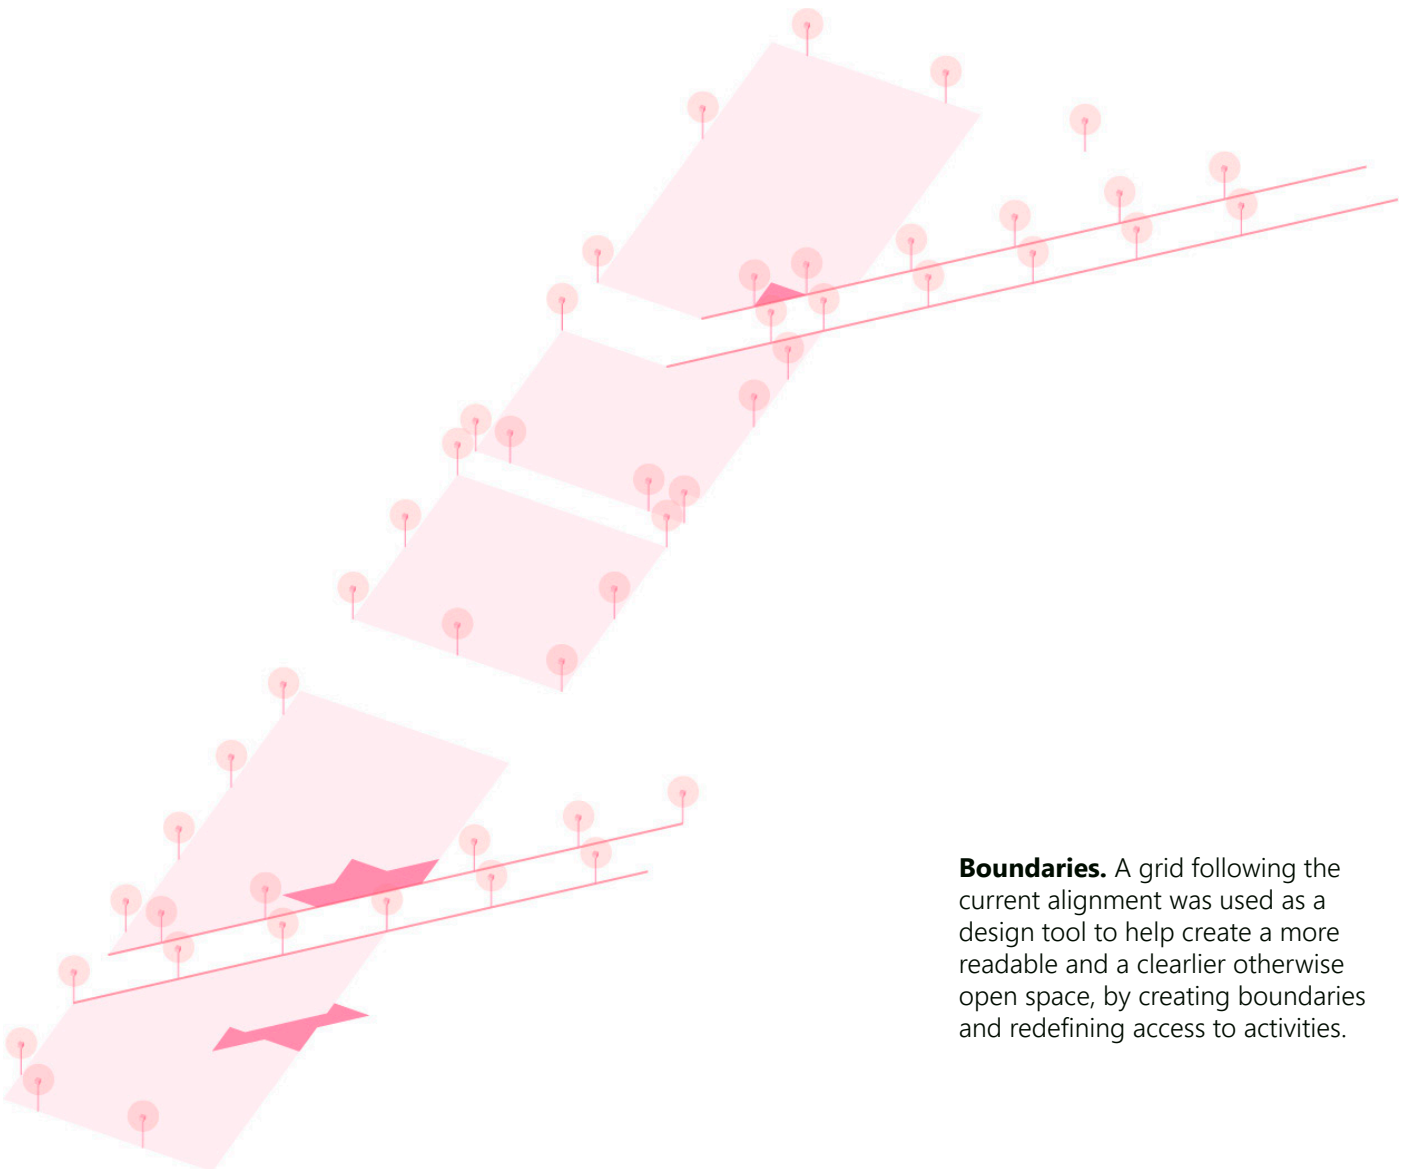 Boundaries. A grid following the
current alignment was used as a
design tool to help create a more
readable and a clearlier otherwise
open space, by creating boundaries
and redefining access to activities.